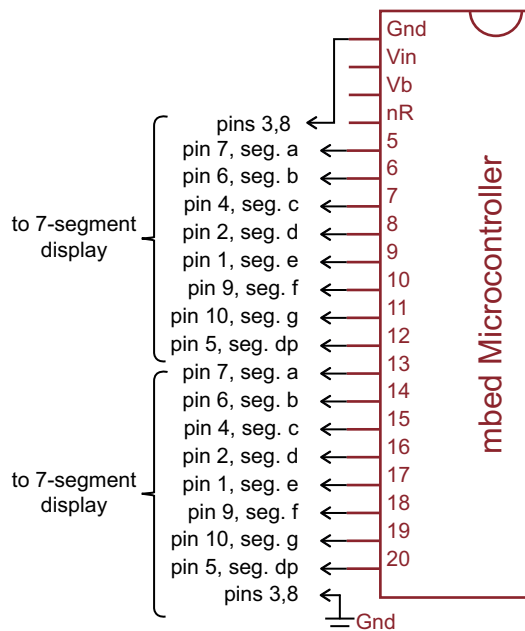 Gnd
Vin
Vb
pins 3,8 nR
pin 7, seg. a 5
pin 6, seg. b 6
pin 4, seg. c 7
to 7-segment
display
pin 2, seg. d 8
pin 1, seg. e 9
pin 9, seg. f 10
pin 10, seg. g 11
pin 5, seg. dp 12
pin 7, seg. a 13
pin 6, seg. b 14
pin 4, seg. c 15
pin 2, seg. d 16
to 7-segment
display
pin 1, seg. e 17
pin 9, seg. f 18
pin 10, seg. g 19
pin 5, seg. dp 20
pins 3,8
Gnd
mbed Microcontroller